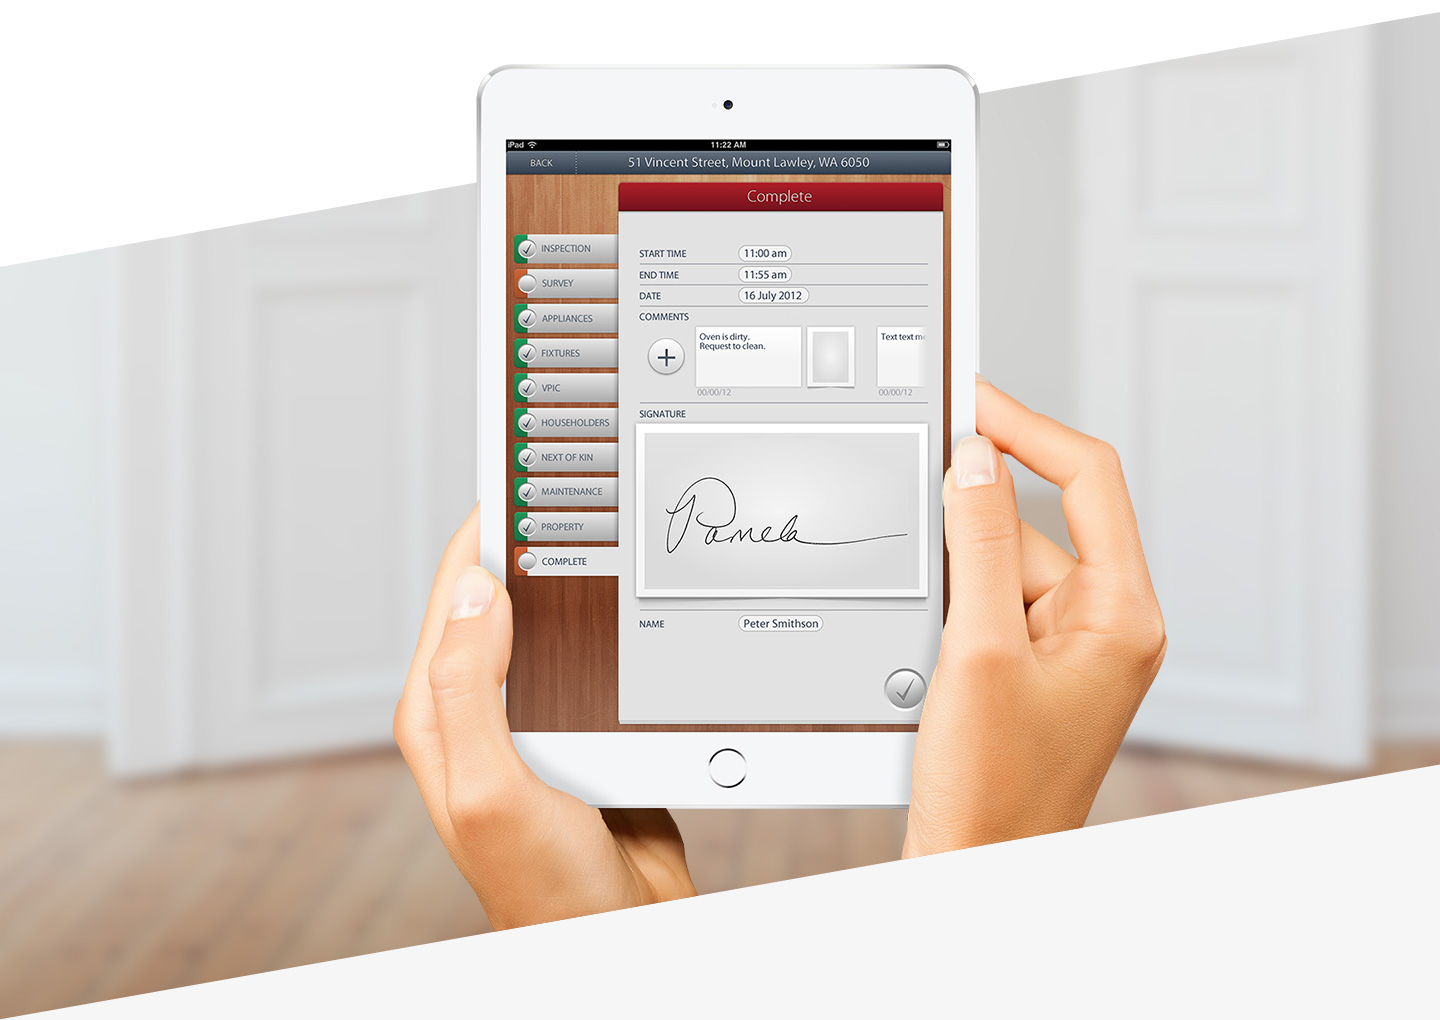 iPad 11:22 AM
BACK 51 Vincent Street, Mount Lawley, WA 6050
Complete
INSPECTION
SURVEY
APPLIANCES
FIXTURES
VPIC
HOUSEHOLDERS
NEXT OF KIN
MAINTENANCE
PROPERTY
COMPLETE
START TIME 11:00 am
END TIME 11:55 am
DATE 16 July 2012
COMMENTS
Oven is dirty.
Request to clean.
00/00/12
Text text me
00/00/12
SIGNATURE
Pamela
NAME Peter Smithson